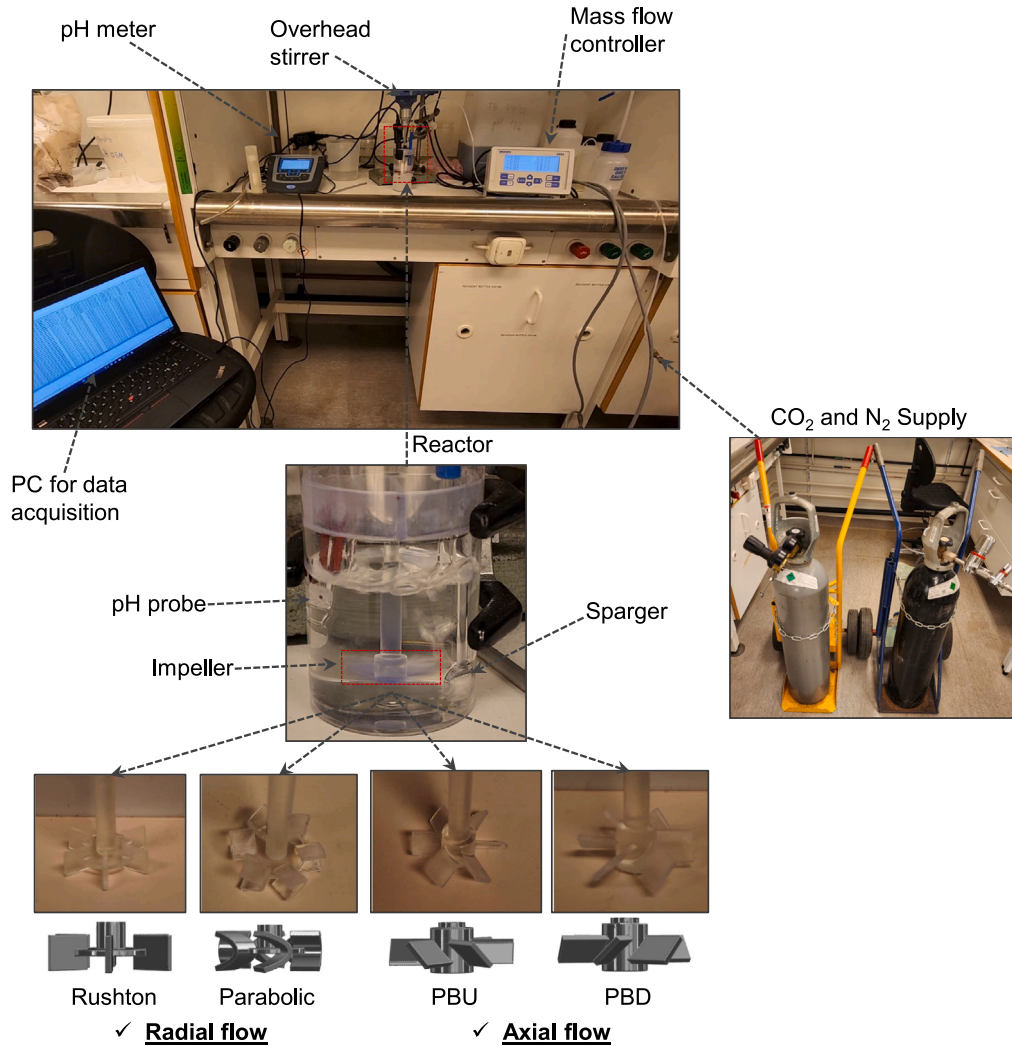 pH meter
Overhead
stirrer
Mass flow
controller
CO₂ and N₂ Supply
Reactor
PC for data
acquisition
pH probe
Sparger
Impeller
Rushton
Parabolic
PBU
PBD
✓ Radial flow
✓ Axial flow